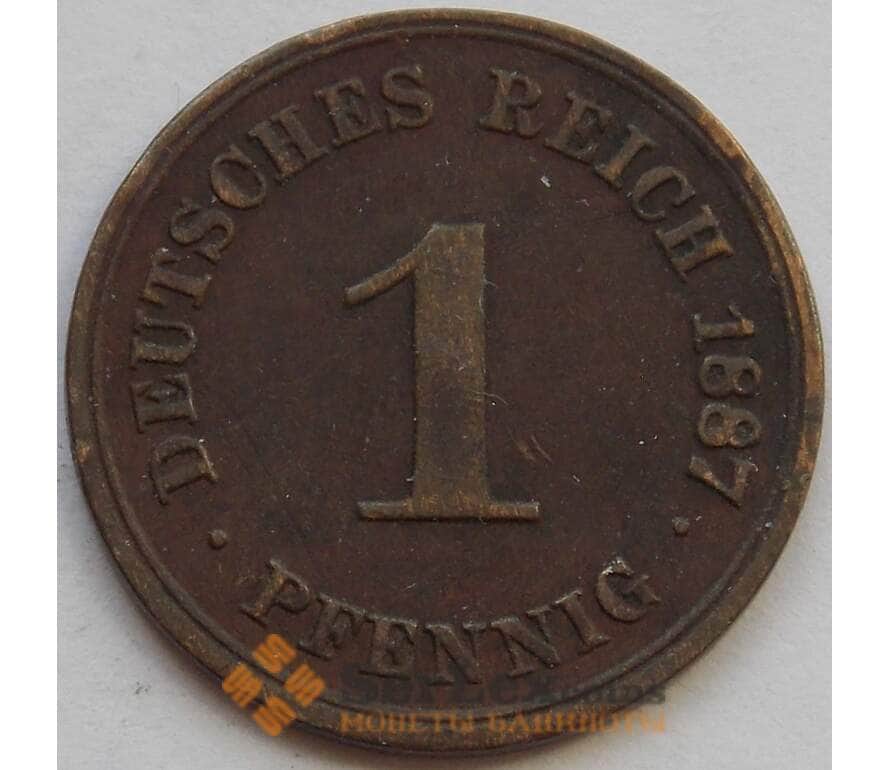 DEUTSCHES REICH 1887
1
· PFENNIG ·
МОНЕТЫ БАНКНОТЫ